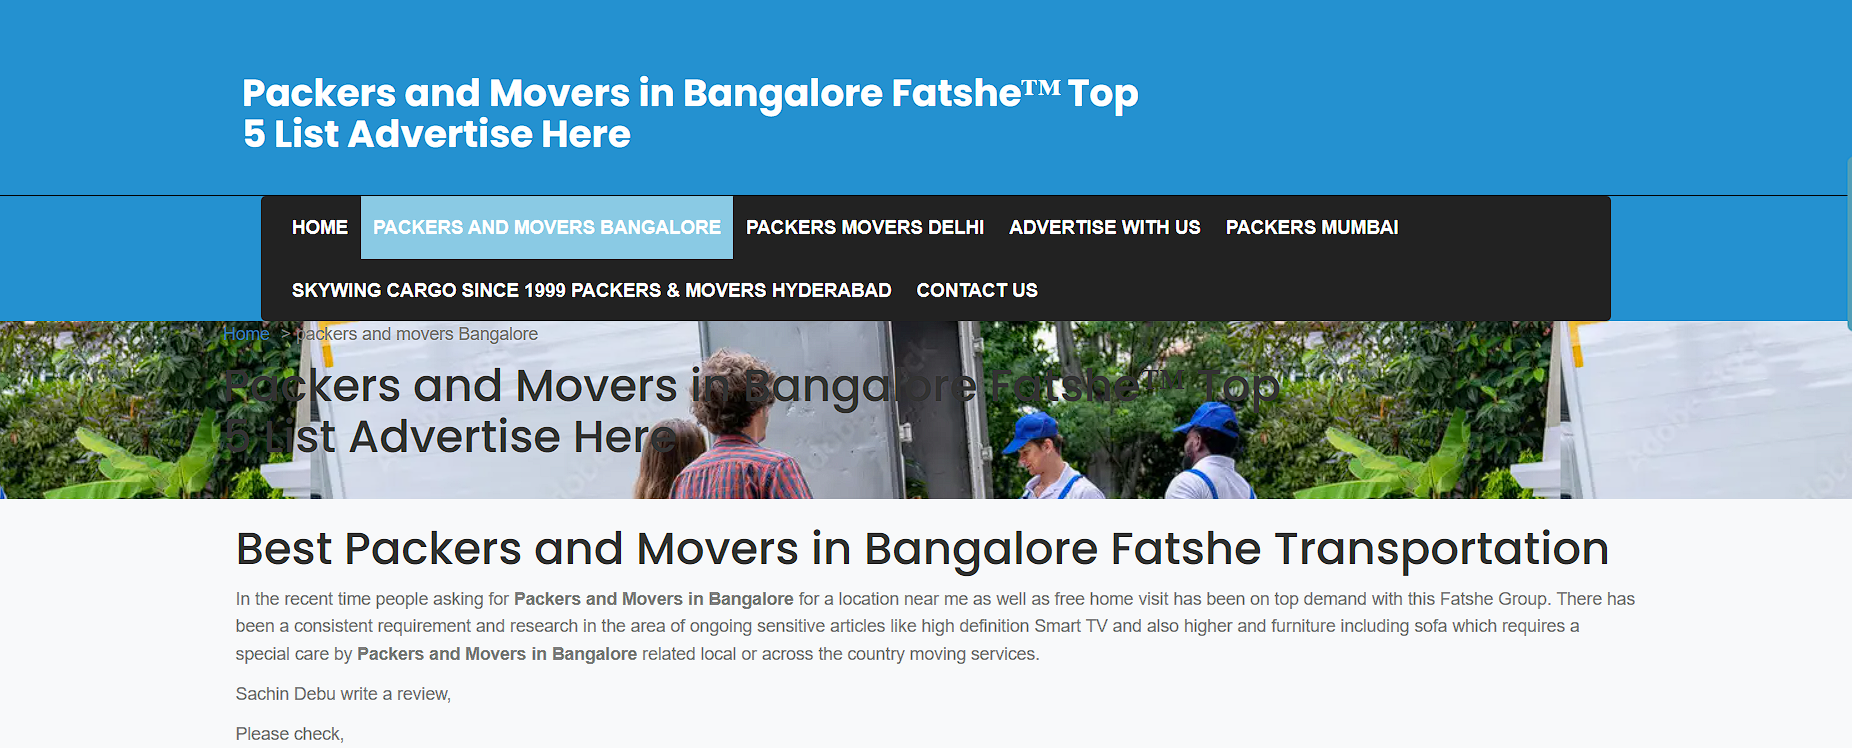 Packers and Movers in Bangalore Fatshe™ Top
5 List Advertise Here
HOME PACKERS AND MOVERS BANGALORE PACKERS MOVERS DELHI ADVERTISE WITH US PACKERS MUMBAI
SKYWING CARGO SINCE 1999 PACKERS & MOVERS HYDERABAD CONTACT US
Home > packers and movers Bangalore
Packers and Movers in Bangalore Fatshe™ Top
5 List Advertise Here
Best Packers and Movers in Bangalore Fatshe Transportation
In the recent time people asking for Packers and Movers in Bangalore for a location near me as well as free home visit has been on top demand with this Fatshe Group. There has
been a consistent requirement and research in the area of ongoing sensitive articles like high definition Smart TV and also higher and furniture including sofa which requires a
special care by Packers and Movers in Bangalore related local or across the country moving services.
Sachin Debu write a review,
Please check,